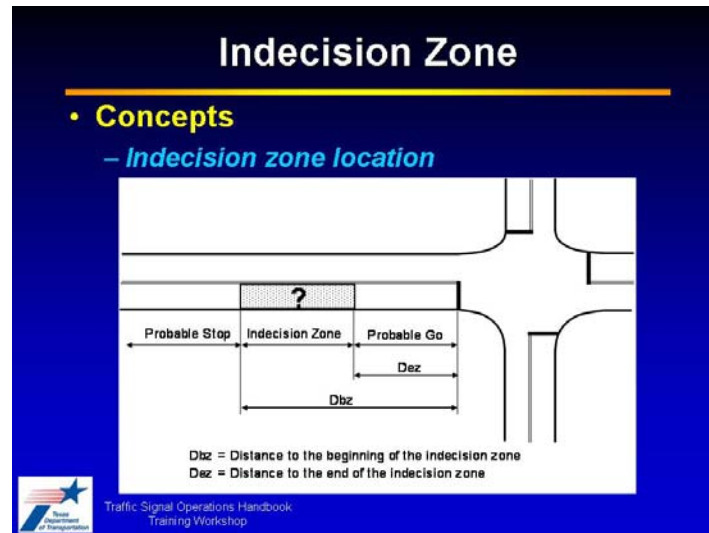 Indecision Zone
• Concepts
– Indecision zone location
?
Probable Stop Indecision Zone Probable Go
Dez
Dbz
Dbz = Distance to the beginning of the indecision zone
Dez = Distance to the end of the indecision zone
Texas
Department
of Transportation
Traffic Signal Operations Handbook
Training Workshop